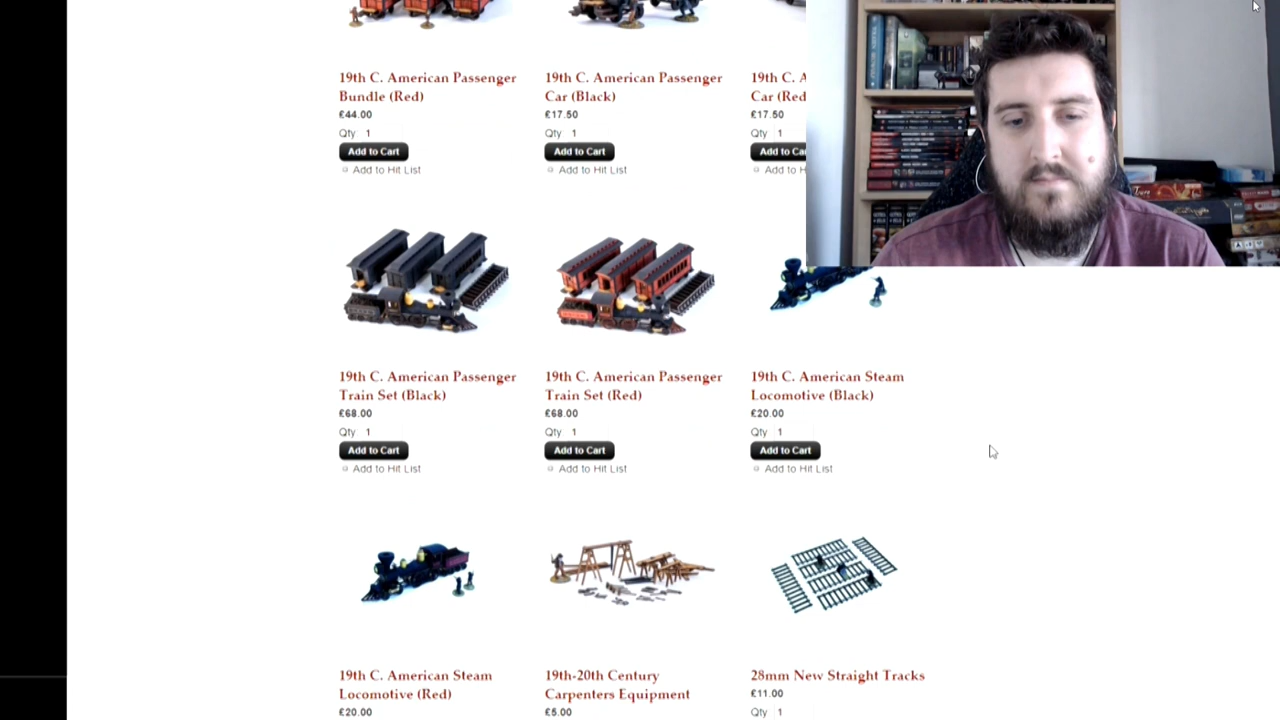 19th C. American Passenger
Bundle (Red)
£44.00
Qty 1
Add to Cart
Add to Hit List
19th C. American Passenger
Car (Black)
£17.50
Qty 1
Add to Cart
Add to Hit List
19th C. A
Car (Red
£17.50
Qty 1
Add to Ca
Add to H
19th C. American Passenger
Train Set (Black)
£68.00
Qty 1
Add to Cart
Add to Hit List
19th C. American Passenger
Train Set (Red)
£68.00
Qty 1
Add to Cart
Add to Hit List
19th C. American Steam
Locomotive (Black)
£20.00
Qty 1
Add to Cart
Add to Hit List
19th C. American Steam
Locomotive (Red)
£20.00
19th-20th Century
Carpenters Equipment
£5.00
28mm New Straight Tracks
£11.00
Qty 1